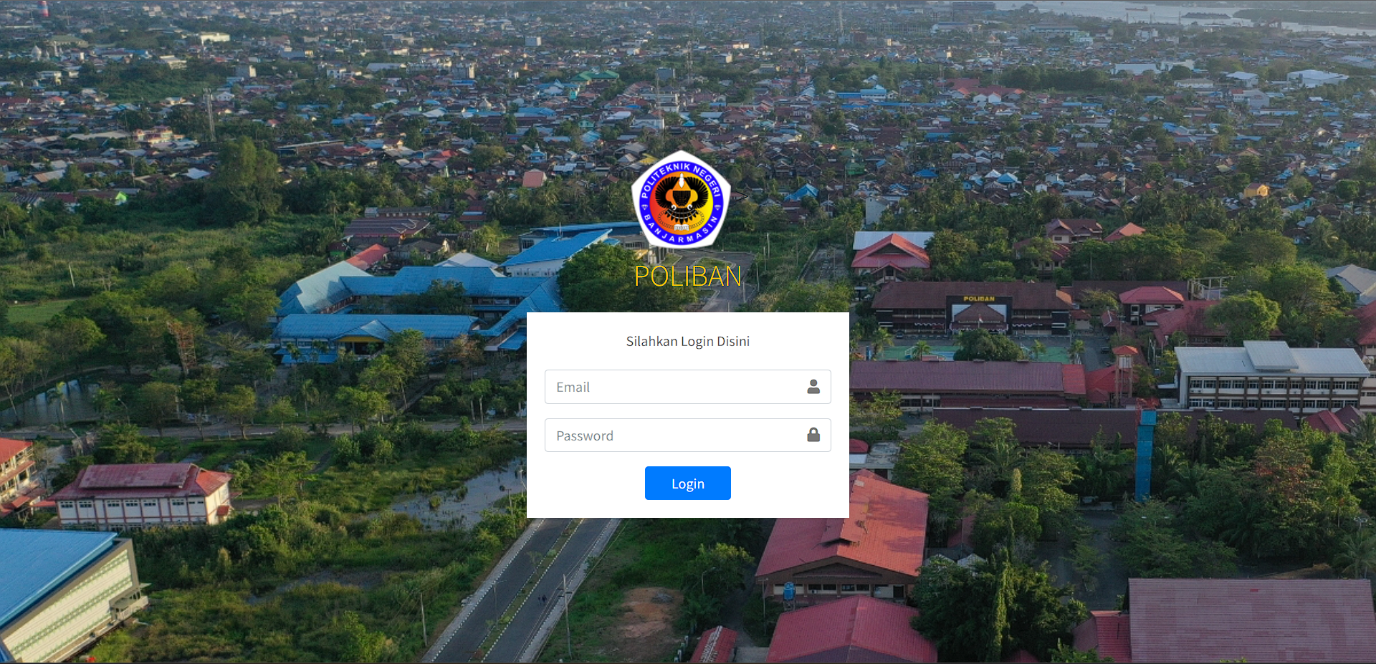 POLITEKNIK NEGERI
BANJARMASIN
POLIBAN
POLIBAN
Silahkan Login Disini
Email
Password
Login